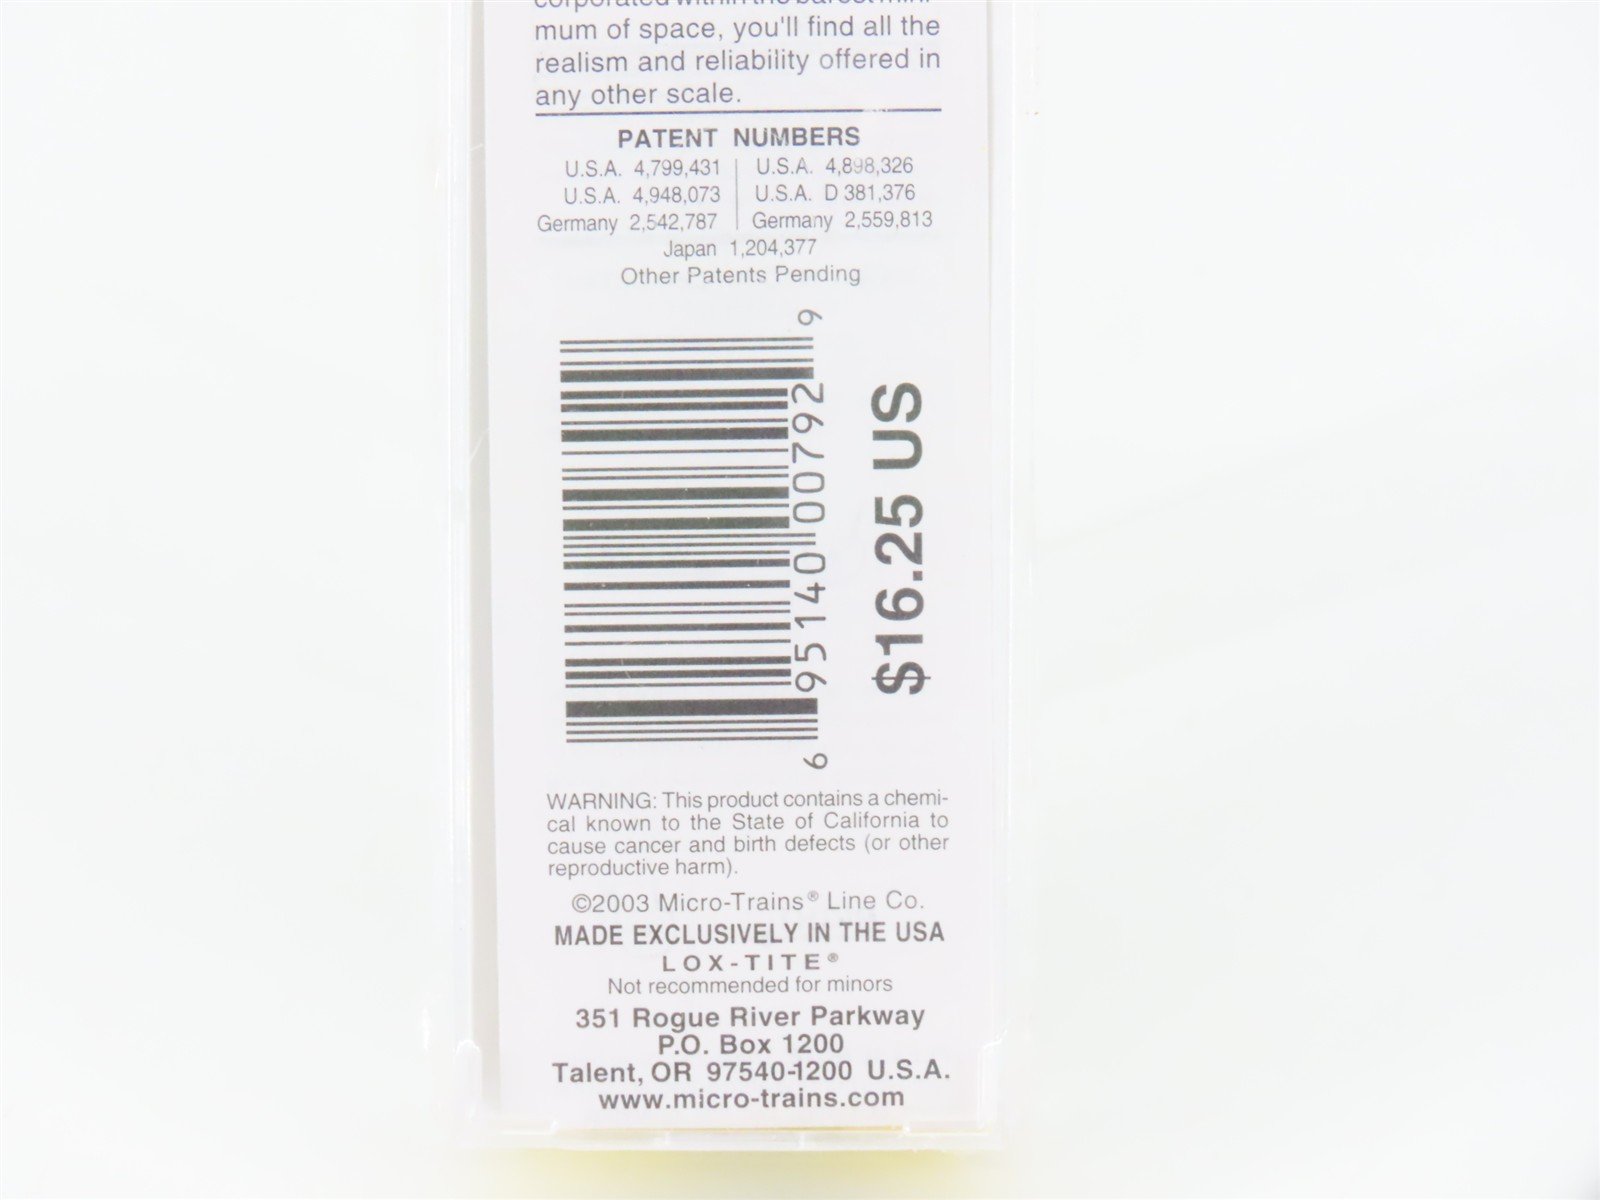 corporated within the barest mini-
mum of space, you'll find all the
realism and reliability offered in
any other scale.
PATENT NUMBERS
U.S.A. 4,799,431 | U.S.A. 4,898,326
U.S.A. 4,948,073 | U.S.A. D 381,376
Germany 2,542,787 | Germany 2,559,813
Japan 1,204,377
Other Patents Pending
6 95140 00792 9
$16.25 US
WARNING: This product contains a chemi-
cal known to the State of California to
cause cancer and birth defects (or other
reproductive harm).
©2003 Micro-Trains® Line Co.
MADE EXCLUSIVELY IN THE USA
LOX-TITE®
Not recommended for minors
351 Rogue River Parkway
P.O. Box 1200
Talent, OR 97540-1200 U.S.A.
www.micro-trains.com